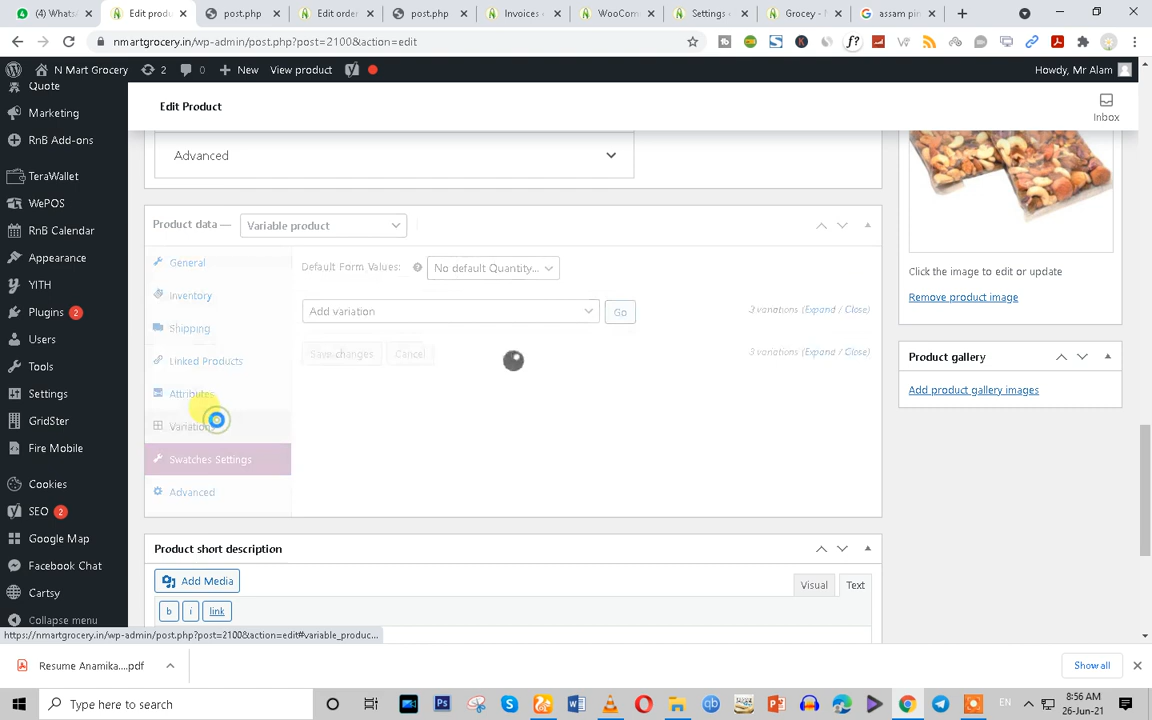 (4) Whats
Edit produ
post.php
Edit order
post.php
Invoices
WooCom
Settings
Grocey - N
assam pin
nmartgrocery.in/wp-admin/post.php?post=2100&action=edit
N Mart Grocery
2
0
New
View product
Howdy, Mr Alam
Quote
Marketing
RnB Add-ons
TeraWallet
WePOS
RnB Calendar
Appearance
YITH
Plugins 2
Users
Tools
Settings
GridSter
Fire Mobile
Cookies
SEO 2
Google Map
Facebook Chat
Cartsy
Collapse menu
Edit Product
Inbox
Advanced
Product data —
Variable product
General
Inventory
Shipping
Linked Products
Attributes
Variations
Swatches Settings
Advanced
Default Form Values:
No default Quantity...
Add variation
Go
3 variations (Expand / Close)
Save changes
Cancel
3 variations (Expand / Close)
Click the image to edit or update
Remove product image
Product gallery
Add product gallery images
Product short description
Add Media
Visual
Text
b
i
link
https://nmartgrocery.in/wp-admin/post.php?post=2100&action=edit#variable_produc...
Resume Anamika....pdf
Show all
Type here to search
EN
8:56 AM
26-Jun-21